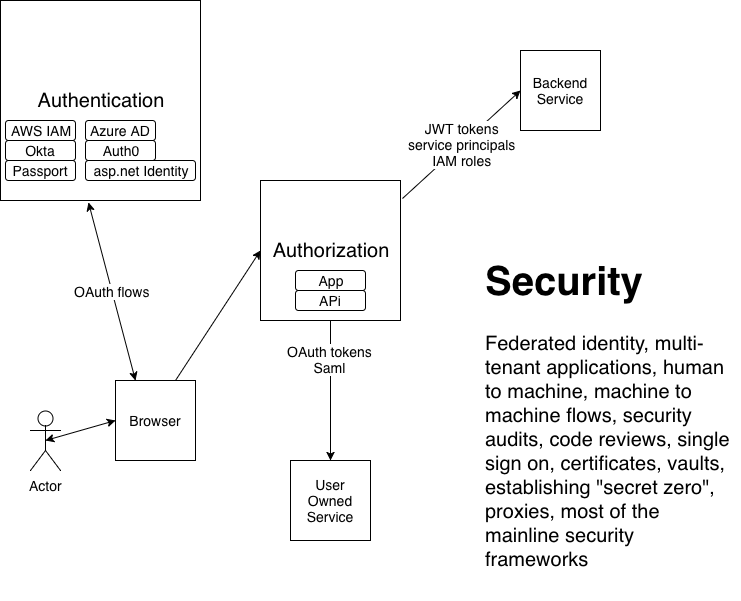 Authentication
AWS IAM
Azure AD
Okta
Auth0
Passport
asp.net Identity
Backend
Service
JWT tokens
service principals
IAM roles
Authorization
App
APi
OAuth flows
OAuth tokens
Saml
Browser
Actor
User
Owned
Service
Security
Federated identity, multi-
tenant applications, human
to machine, machine to
machine flows, security
audits, code reviews, single
sign on, certificates, vaults,
establishing "secret zero",
proxies, most of the
mainline security
frameworks